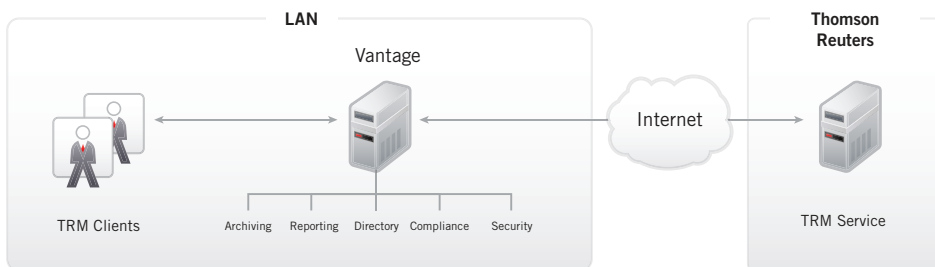 LAN
Thomson
Reuters
Vantage
Internet
TRM Clients
Archiving Reporting Directory Compliance Security
TRM Service